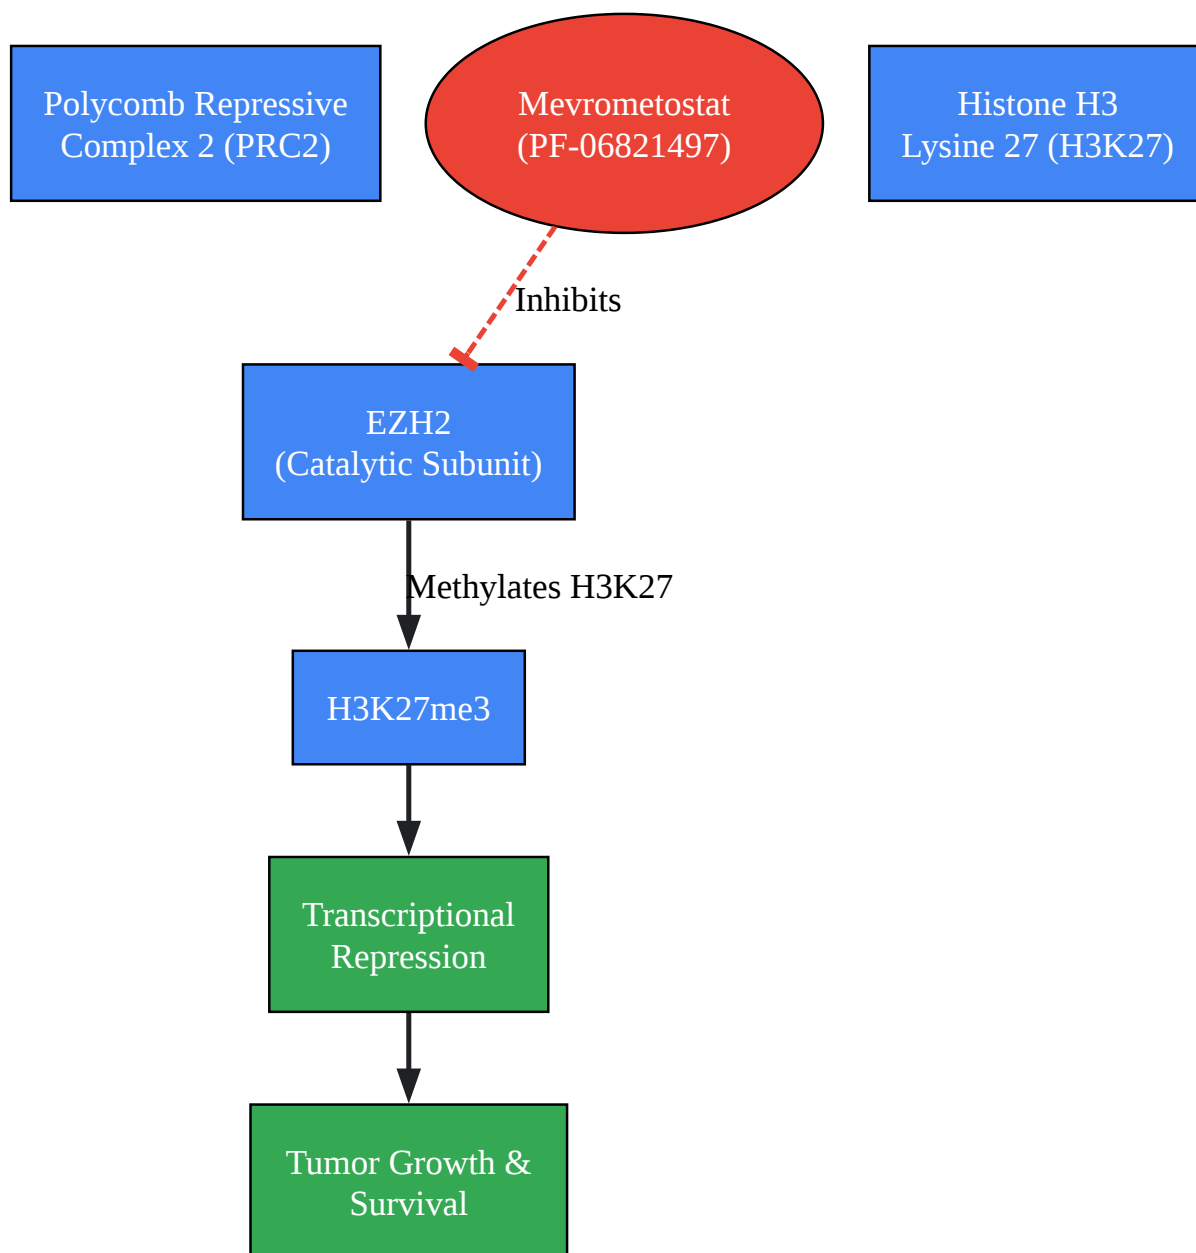 Polycomb Repressive
Complex 2 (PRC2)
Mevrometostat
(PF-06821497)
Histone H3
Lysine 27 (H3K27)
Inhibits
EZH2
(Catalytic Subunit)
Methylates H3K27
H3K27me3
Transcriptional
Repression
Tumor Growth &
Survival